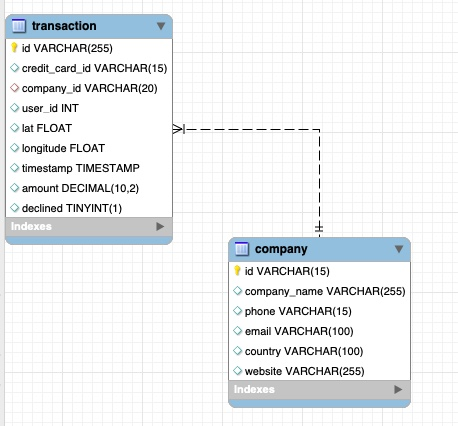 transaction
id VARCHAR(255)
credit_card_id VARCHAR(15)
company_id VARCHAR(20)
user_id INT
lat FLOAT
longitude FLOAT
timestamp TIMESTAMP
amount DECIMAL(10,2)
declined TINYINT(1)
Indexes
company
id VARCHAR(15)
company_name VARCHAR(255)
phone VARCHAR(15)
email VARCHAR(100)
country VARCHAR(100)
website VARCHAR(255)
Indexes